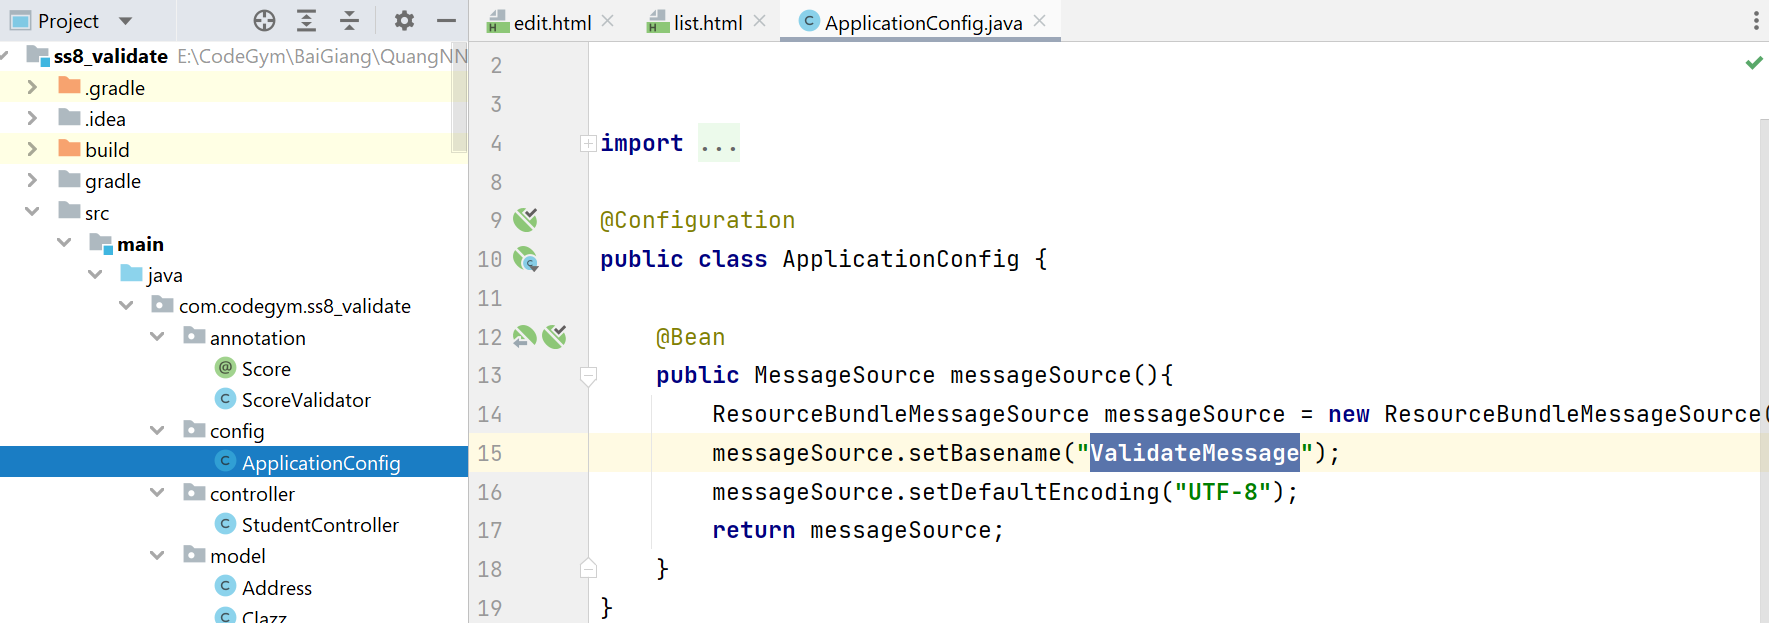 Project
edit.html
list.html
ApplicationConfig.java
ss8_validate E:\CodeGym\BaiGiang\QuangNN
.gradle
.idea
build
gradle
src
main
java
com.codegym.ss8_validate
annotation
@ Score
C ScoreValidator
config
C ApplicationConfig
controller
C StudentController
model
C Address
C Clazz
2
3
4 import ...
8
9 @Configuration
10 public class ApplicationConfig {
11
12 @Bean
13 public MessageSource messageSource(){
14 ResourceBundleMessageSource messageSource = new ResourceBundleMessageSource(
15 messageSource.setBasename("ValidateMessage");
16 messageSource.setDefaultEncoding("UTF-8");
17 return messageSource;
18 }
19 }